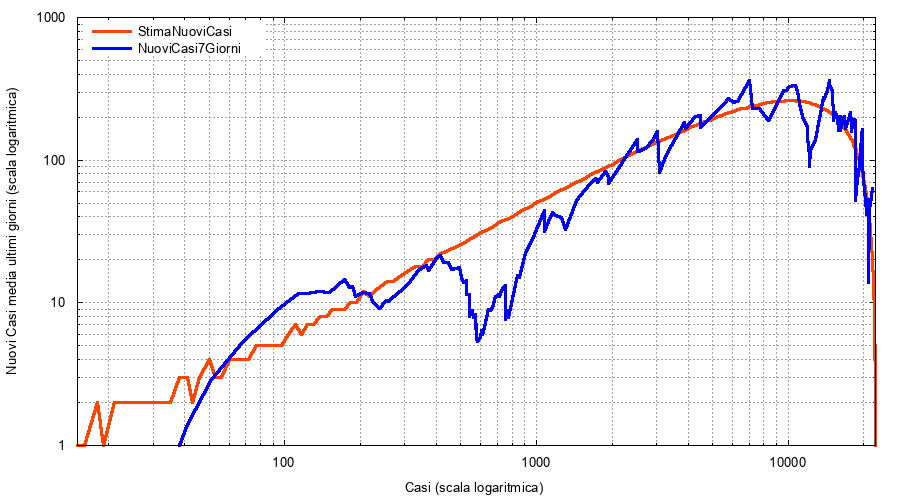 1000
StimaNuoviCasi
NuoviCasi7Giorni
100
10
1
Nuovi Casi media ultimi giorni (scala logaritmica)
100
1000
10000
Casi (scala logaritmica)